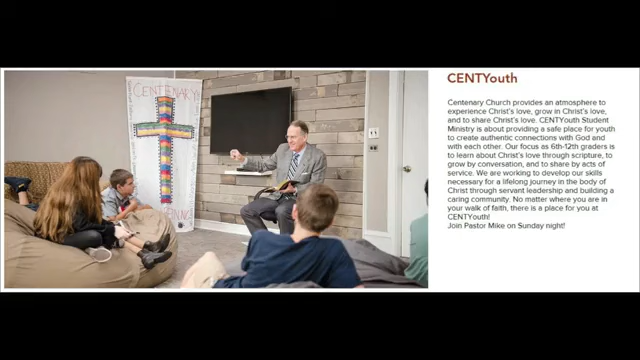 CENTYouth
CENTENARY
Centenary Church provides an atmosphere to
experience Christ's love, grow in Christ's love,
and to share Christ's love. CENTYouth Student
Ministry is about providing a safe place for youth
to create authentic connections with God and
with each other. Our focus as 6th-12th graders is
to learn about Christ's love through scripture, to
grow by conversation, and to share by acts of
service. We are working to develop our skills
necessary for a lifelong journey in the body of
Christ through servant leadership and building a
caring community. No matter where you are in
your walk of faith, there is a place for you at
CENTYouth!
Join Pastor Mike on Sunday night!